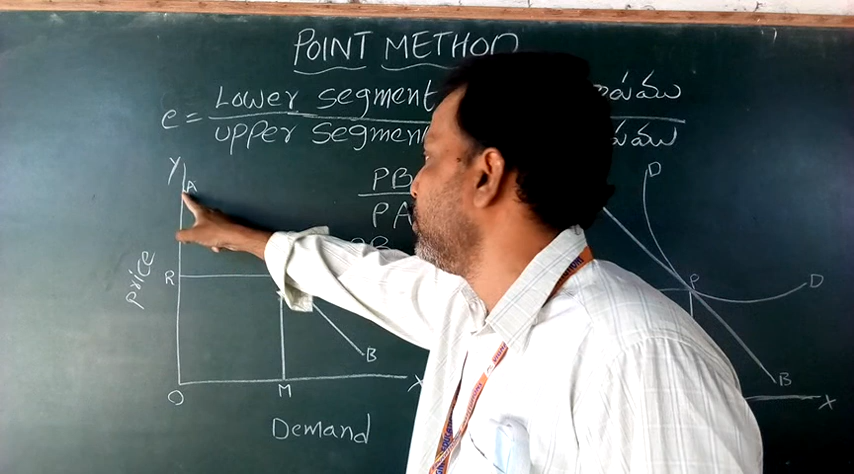 POINT METHOD
e = Lower segment
upper segment
PB
PA
Y
A
D
price
R
P
D
B
B
O
M
X
X
Demand